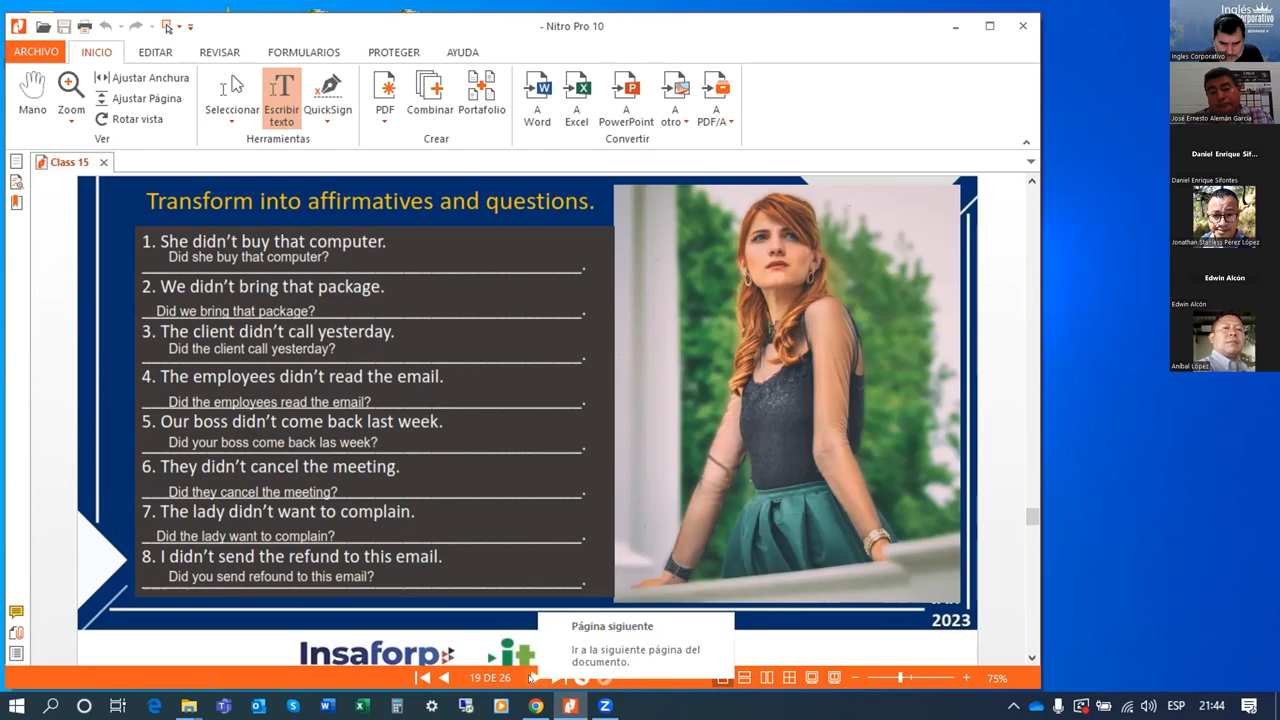 - Nitro Pro 10
ARCHIVO
INICIO
EDITAR
REVISAR
FORMULARIOS
PROTEGER
AYUDA
Mano
Zoom
Ajustar Anchura
Ajustar Página
Rotar vista
Ver
Seleccionar
Escribir texto
QuickSign
Herramientas
PDF
Combinar
Portafolio
Crear
A Word
A Excel
A PowerPoint
A otro
A PDF/A
Convertir
Class 15
Transform into affirmatives and questions.
1. She didn't buy that computer.
Did she buy that computer?
2. We didn't bring that package.
Did we bring that package?
3. The client didn't call yesterday.
Did the client call yesterday?
4. The employees didn't read the email.
Did the employees read the email?
5. Our boss didn't come back last week.
Did your boss come back las week?
6. They didn't cancel the meeting.
Did they cancel the meeting?
7. The lady didn't want to complain.
Did the lady want to complain?
8. I didn't send the refund to this email.
Did you send refound to this email?
2023
Insaforp
it
Página sigiuente
Ir a la siguiente página del
documento.
19 DE 26
75%
Inglés
Corporativo
BEGINNER 4
Ingles Corporativo
José Ernesto Alemán García
Daniel Enrique Sif...
Daniel Enrique Sifontes
Jonathan Stanless Pérez López
Edwin Alcón
Edwin Alcón
Aníbal López
ESP
21:44